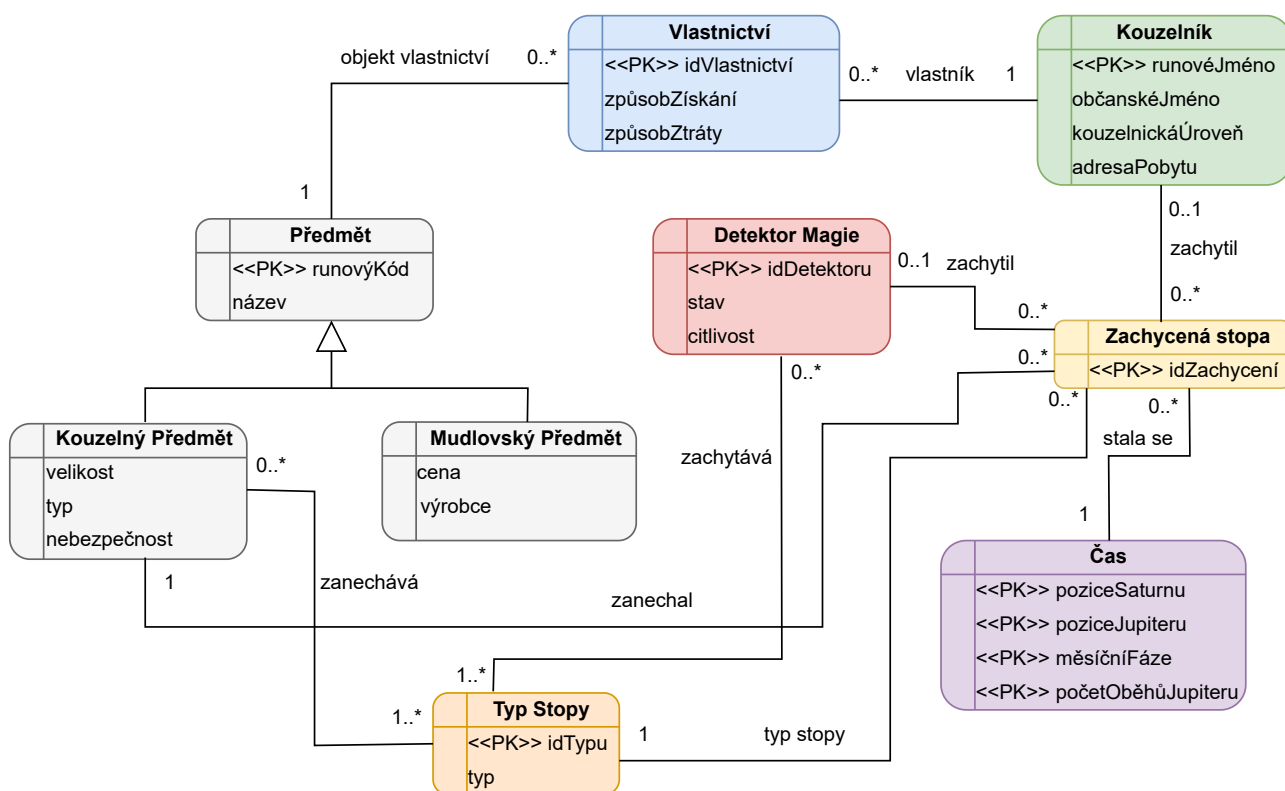 Vlastnictví
<<PK>> idVlastnictví
způsobZískání
způsobZtráty
Kouzelník
<<PK>> runovéJméno
občanskéJméno
kouzelnickáÚroveň
adresaPobytu
objekt vlastnictví
0..*
0..*
vlastník
1
1
0..1
zachytil
0..*
Předmět
<<PK>> runovýKód
název
Detektor Magie
<<PK>> idDetektoru
stav
citlivost
0..1
zachytil
0..*
Zachycená stopa
<<PK>> idZachycení
0..*
0..*
0..*
0..*
stala se
1
Kouzelný Předmět
velikost
typ
nebezpečnost
0..*
Mudlovský Předmět
cena
výrobce
zachytává
1
zanechává
zanechal
Čas
<<PK>> poziceSaturnu
<<PK>> poziceJupiteru
<<PK>> měsíčníFáze
<<PK>> početOběhůJupiteru
1..*
1..*
Typ Stopy
<<PK>> idTypu
typ
1
typ stopy